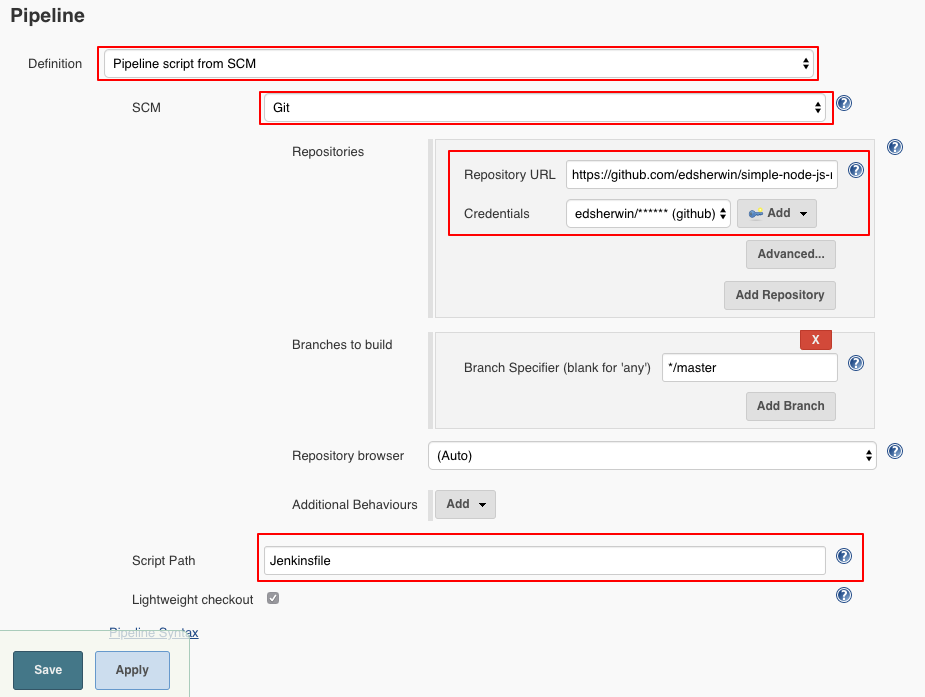 Pipeline
Definition Pipeline script from SCM
SCM Git ?
Repositories ?
Repository URL https://github.com/edsherwin/simple-node-js- ?
Credentials edsherwin/****** (github) Add
Advanced...
Add Repository
Branches to build X
Branch Specifier (blank for 'any') */master ?
Add Branch
Repository browser (Auto) ?
Additional Behaviours Add
Script Path Jenkinsfile ?
Lightweight checkout ?
Pipeline Syntax
Save Apply